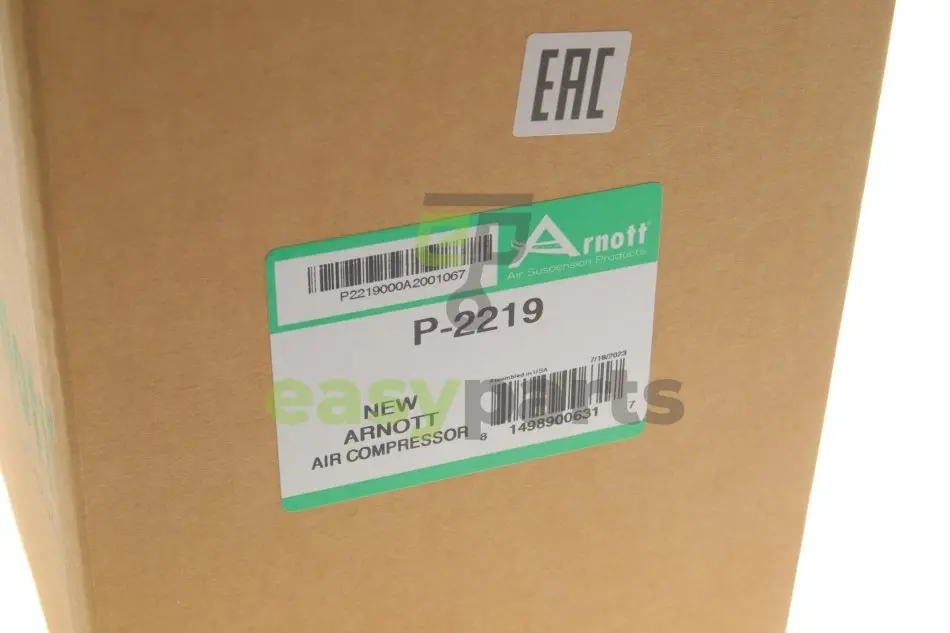 EAC
Arnott®
Air Suspension Products
P2219000A2001067
P-2219
7/19/2023
Assembled in USA
NEW
ARNOTT
AIR COMPRESSOR
8 1498900631 7
easyparts